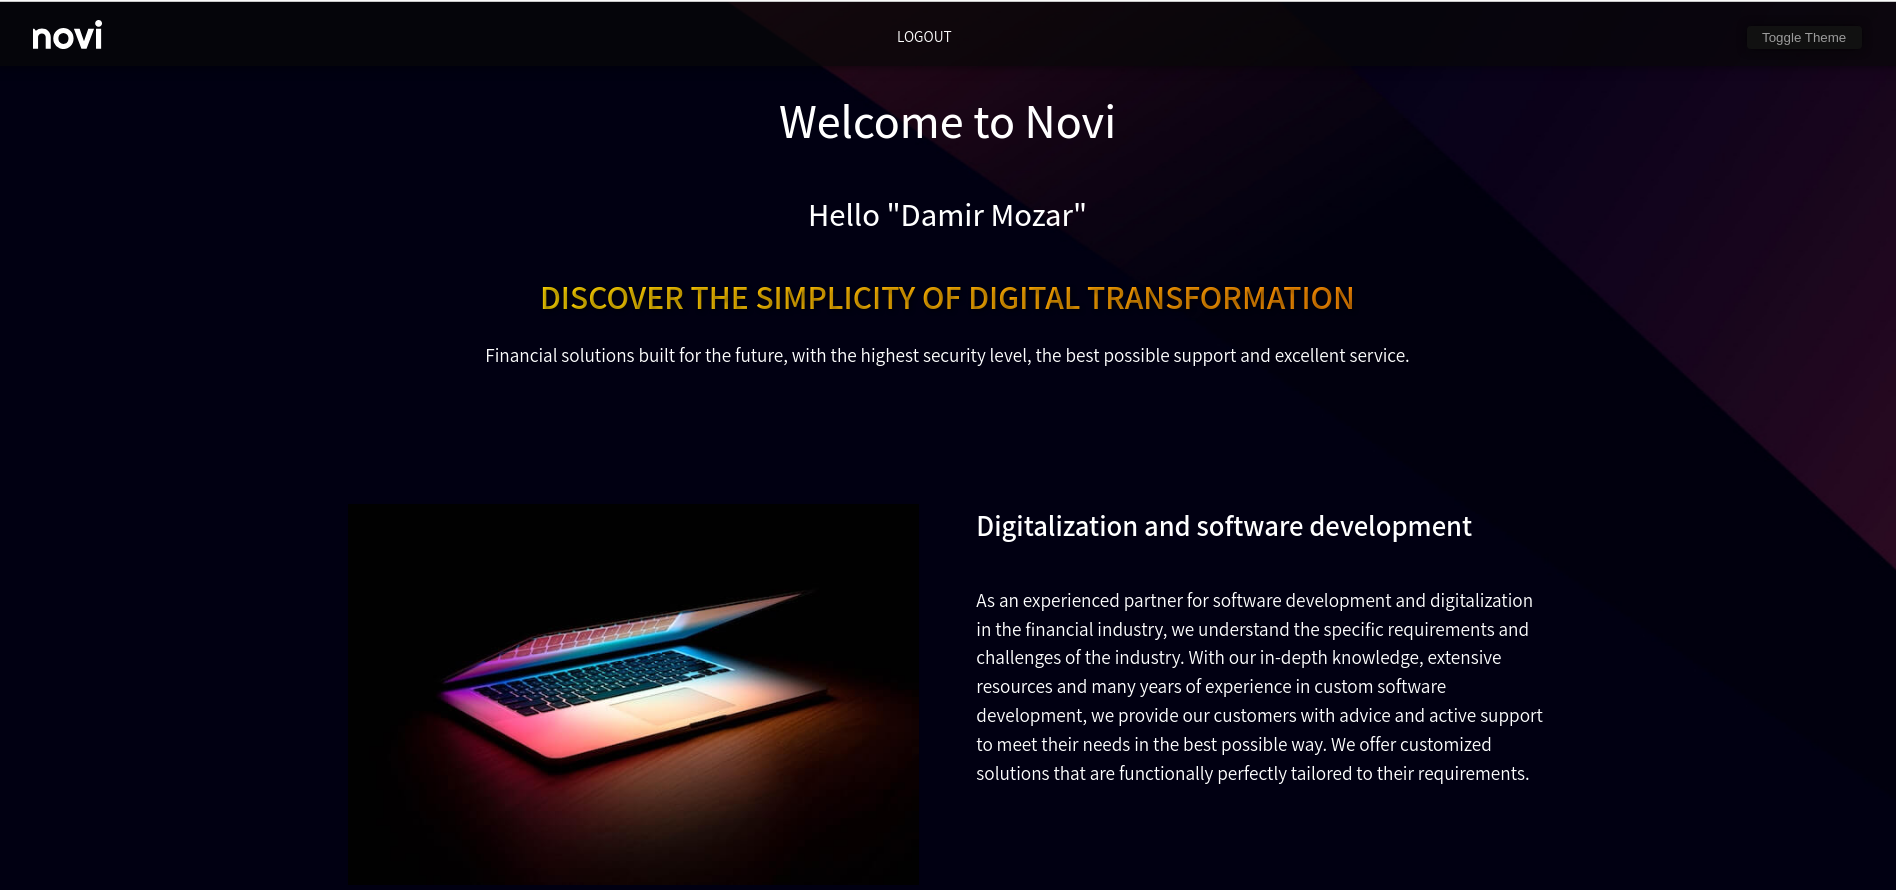 novi
LOGOUT
Toggle Theme
Welcome to Novi
Hello "Damir Mozar"
DISCOVER THE SIMPLICITY OF DIGITAL TRANSFORMATION
Financial solutions built for the future, with the highest security level, the best possible support and excellent service.
Digitalization and software development
As an experienced partner for software development and digitalization
in the financial industry, we understand the specific requirements and
challenges of the industry. With our in-depth knowledge, extensive
resources and many years of experience in custom software
development, we provide our customers with advice and active support
to meet their needs in the best possible way. We offer customized
solutions that are functionally perfectly tailored to their requirements.